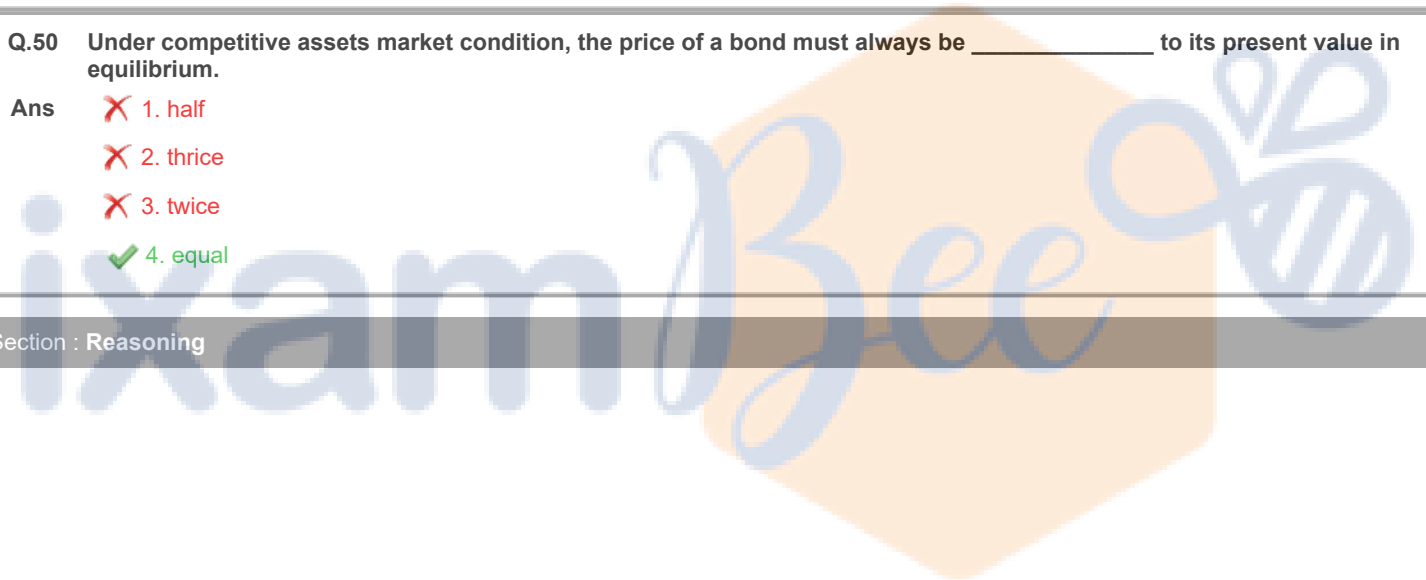 Q.50 Under competitive assets market condition, the price of a bond must always be ______________ to its present value in
equilibrium.
Ans 1. half
2. thrice
3. twice
4. equal
Section : Reasoning
ixamBee